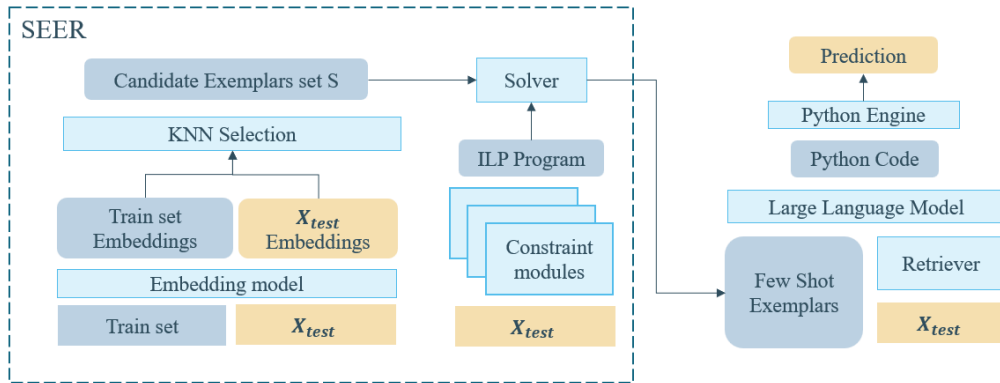 SEER
Candidate Exemplars set S
Solver
KNN Selection
ILP Program
Train set
Embeddings
X_test
Embeddings
Constraint
modules
Embedding model
Train set
X_test
X_test
Prediction
Python Engine
Python Code
Large Language Model
Few Shot
Exemplars
Retriever
X_test